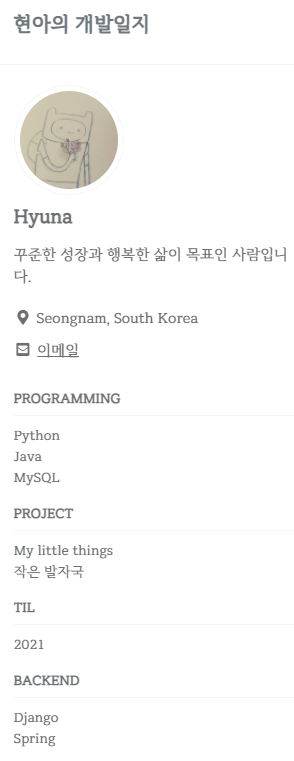 현아의 개발일지
Hyuna
꾸준한 성장과 행복한 삶이 목표인 사람입니
다.
Seongnam, South Korea
이메일
PROGRAMMING
Python
Java
MySQL
PROJECT
My little things
작은 발자국
TIL
2021
BACKEND
Django
Spring